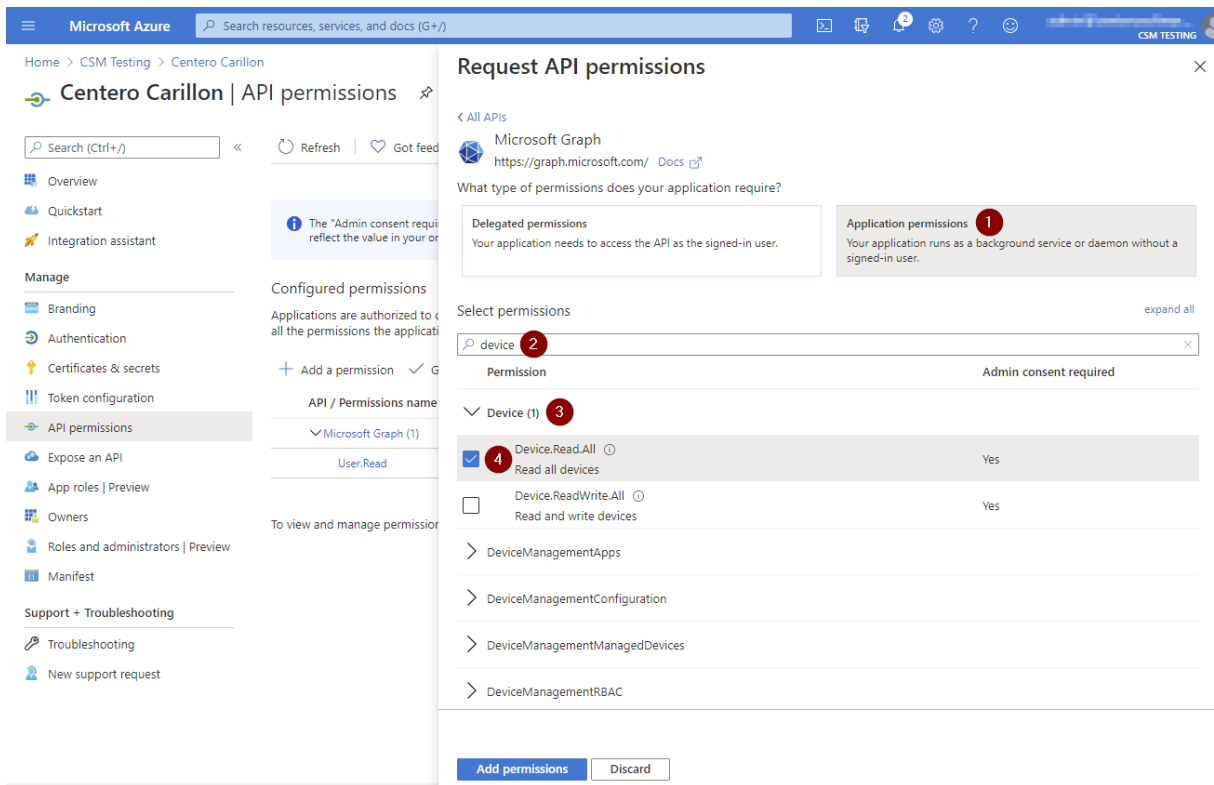 Microsoft Azure
Search resources, services, and docs (G+/)
2
CSM TESTING
Home > CSM Testing > Centero Carillon
Centero Carillon | API permissions
Search (Ctrl+/)
«
Overview
Quickstart
Integration assistant
Manage
Branding
Authentication
Certificates & secrets
Token configuration
API permissions
Expose an API
App roles | Preview
Owners
Roles and administrators | Preview
Manifest
Support + Troubleshooting
Troubleshooting
New support request
Refresh
Got feed
The "Admin consent requi
reflect the value in your or
Configured permissions
Applications are authorized to c
all the permissions the applicati
Add a permission
G
API / Permissions name
Microsoft Graph (1)
User.Read
To view and manage permission
Request API permissions
All APIs
Microsoft Graph
https://graph.microsoft.com/ Docs
What type of permissions does your application require?
Delegated permissions
Your application needs to access the API as the signed-in user.
Application permissions 1
Your application runs as a background service or daemon without a
signed-in user.
Select permissions
expand all
device 2
Permission
Admin consent required
Device (1) 3
4
Device.Read.All
Read all devices
Yes
Device.ReadWrite.All
Read and write devices
Yes
DeviceManagementApps
DeviceManagementConfiguration
DeviceManagementManagedDevices
DeviceManagementRBAC
Add permissions
Discard